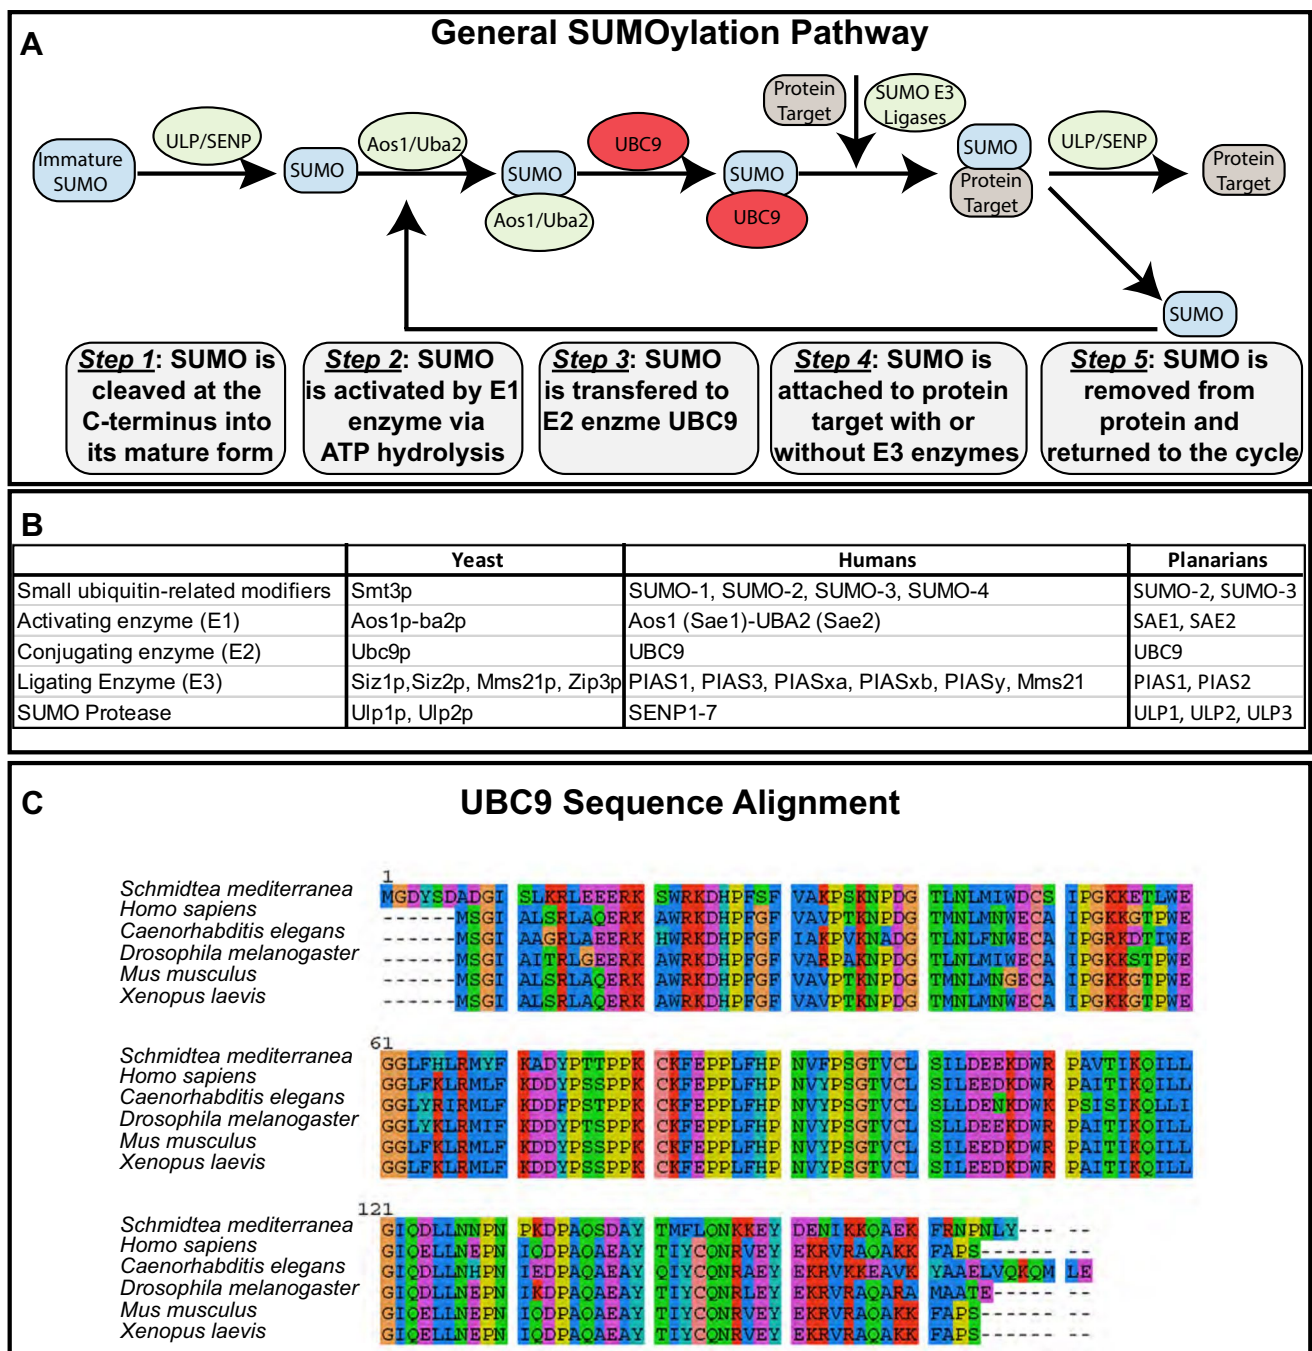 A
General SUMOylation Pathway
Immature
SUMO
ULP/SENP
SUMO
Aos1/Uba2
SUMO
Aos1/Uba2
UBC9
SUMO
UBC9
Protein
Target
SUMO E3
Ligases
SUMO
Protein
Target
ULP/SENP
Protein
Target
SUMO
Step 1: SUMO is
cleaved at the
C-terminus into
its mature form
Step 2: SUMO
is activated by E1
enzyme via
ATP hydrolysis
Step 3: SUMO
is transfered to
E2 enzme UBC9
Step 4: SUMO is
attached to protein
target with or
without E3 enzymes
Step 5: SUMO is
removed from
protein and
returned to the cycle
B
Yeast Humans Planarians
Small ubiquitin-related modifiers Smt3p SUMO-1, SUMO-2, SUMO-3, SUMO-4 SUMO-2, SUMO-3
Activating enzyme (E1) Aos1p-ba2p Aos1 (Sae1)-UBA2 (Sae2) SAE1, SAE2
Conjugating enzyme (E2) Ubc9p UBC9 UBC9
Ligating Enzyme (E3) Siz1p,Siz2p, Mms21p, Zip3p PIAS1, PIAS3, PIASxa, PIASxb, PIASy, Mms21 PIAS1, PIAS2
SUMO Protease Ulp1p, Ulp2p SENP1-7 ULP1, ULP2, ULP3
C
UBC9 Sequence Alignment
1
Schmidtea mediterranea MGDYSDADGI SLKRLEEERK SWRKDHPFSF VAKPSKNPDG TLNLMIWDCS IPGKKETLWE
Homo sapiens ------MSGI ALSRLAQERK AWRKDHPFGF VAVPTKNPDG TMNLMNWECA IPGKKGTPWE
Caenorhabditis elegans ------MSGI AAGRLAEERK HWRKDHPFGF IAKPVKNADG TLNLFNWECA IPGRKDTIWE
Drosophila melanogaster ------MSGI AITRLGEERK AWRKDHPFGF VARPAKNPDG TLNLMIWECA IPGKKSTPWE
Mus musculus ------MSGI ALSRLAQERK AWRKDHPFGF VAVPTKNPDG TMNLMNGECA IPGKKGTPWE
Xenopus laevis ------MSGI ALSRLAQERK AWRKDHPFGF VAVPTKNPDG TMNLMNWECA IPGKKGTPWE
61
Schmidtea mediterranea GGLFHLRMYF KADYPTTPPK CKFEPPLFHP NVFPSGTVCL SILDEEKDWR PAVTIKQILL
Homo sapiens GGLFKLRMLF KDDYPSSPPK CKFEPPLFHP NVYPSGTVCL SILEEDKDWR PAITIKQILL
Caenorhabditis elegans GGLYRIRMLF KDDFPSTPPK CKFEPPLFHP NVYPSGTVCL SLLDENKDWK PSISIKQLLI
Drosophila melanogaster GGLYKLRMIF KDDYPTSPPK CKFEPPLFHP NVYPSGTVCL SLLDEEKDWR PAITIKQILL
Mus musculus GGLFKLRMLF KDDYPSSPPK CKFEPPLFHP NVYPSGTVCL SILEEDKDWR PAITIKQILL
Xenopus laevis GGLFKLRMLF KDDYPSSPPK CKFEPPLFHP NVYPSGTVCL SILEEDKDWR PAITIKQILL
121
Schmidtea mediterranea GIQDLLNNPN PKDPAQSDAY TMFLQNKKEY DENIKKQAEK FRNPNLY--- --
Homo sapiens GIQELLNEPN IQDPAQAEAY TIYCQNRVEY EKRVRAQAKK FAPS------ --
Caenorhabditis elegans GIQDLLNHPN IEDPAQAEAY QIYCQNRAEY EKRVKKEAVK YAAELVQKQM LE
Drosophila melanogaster GIQDLLNEPN IKDPAQAEAY TIYCQNRLEY EKRVRAQARA MAATE----- --
Mus musculus GIQELLNEPN IQDPAQAEAY TIYCQNRVEY EKRVRAQAKK FAPS------ --
Xenopus laevis GIQELLNEPN IQDPAQAEAY TIYCQNRVEY EKRVRAQAKK FAPS------ --